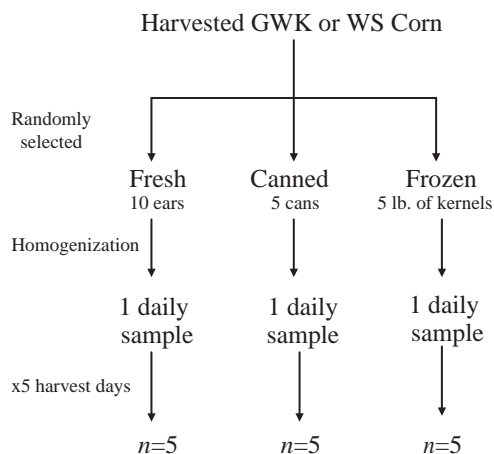 Harvested GWK or WS Corn
Randomly
selected
Fresh Canned Frozen
10 ears 5 cans 5 lb. of kernels
Homogenization
1 daily 1 daily 1 daily
sample sample sample
x5 harvest days
n=5 n=5 n=5